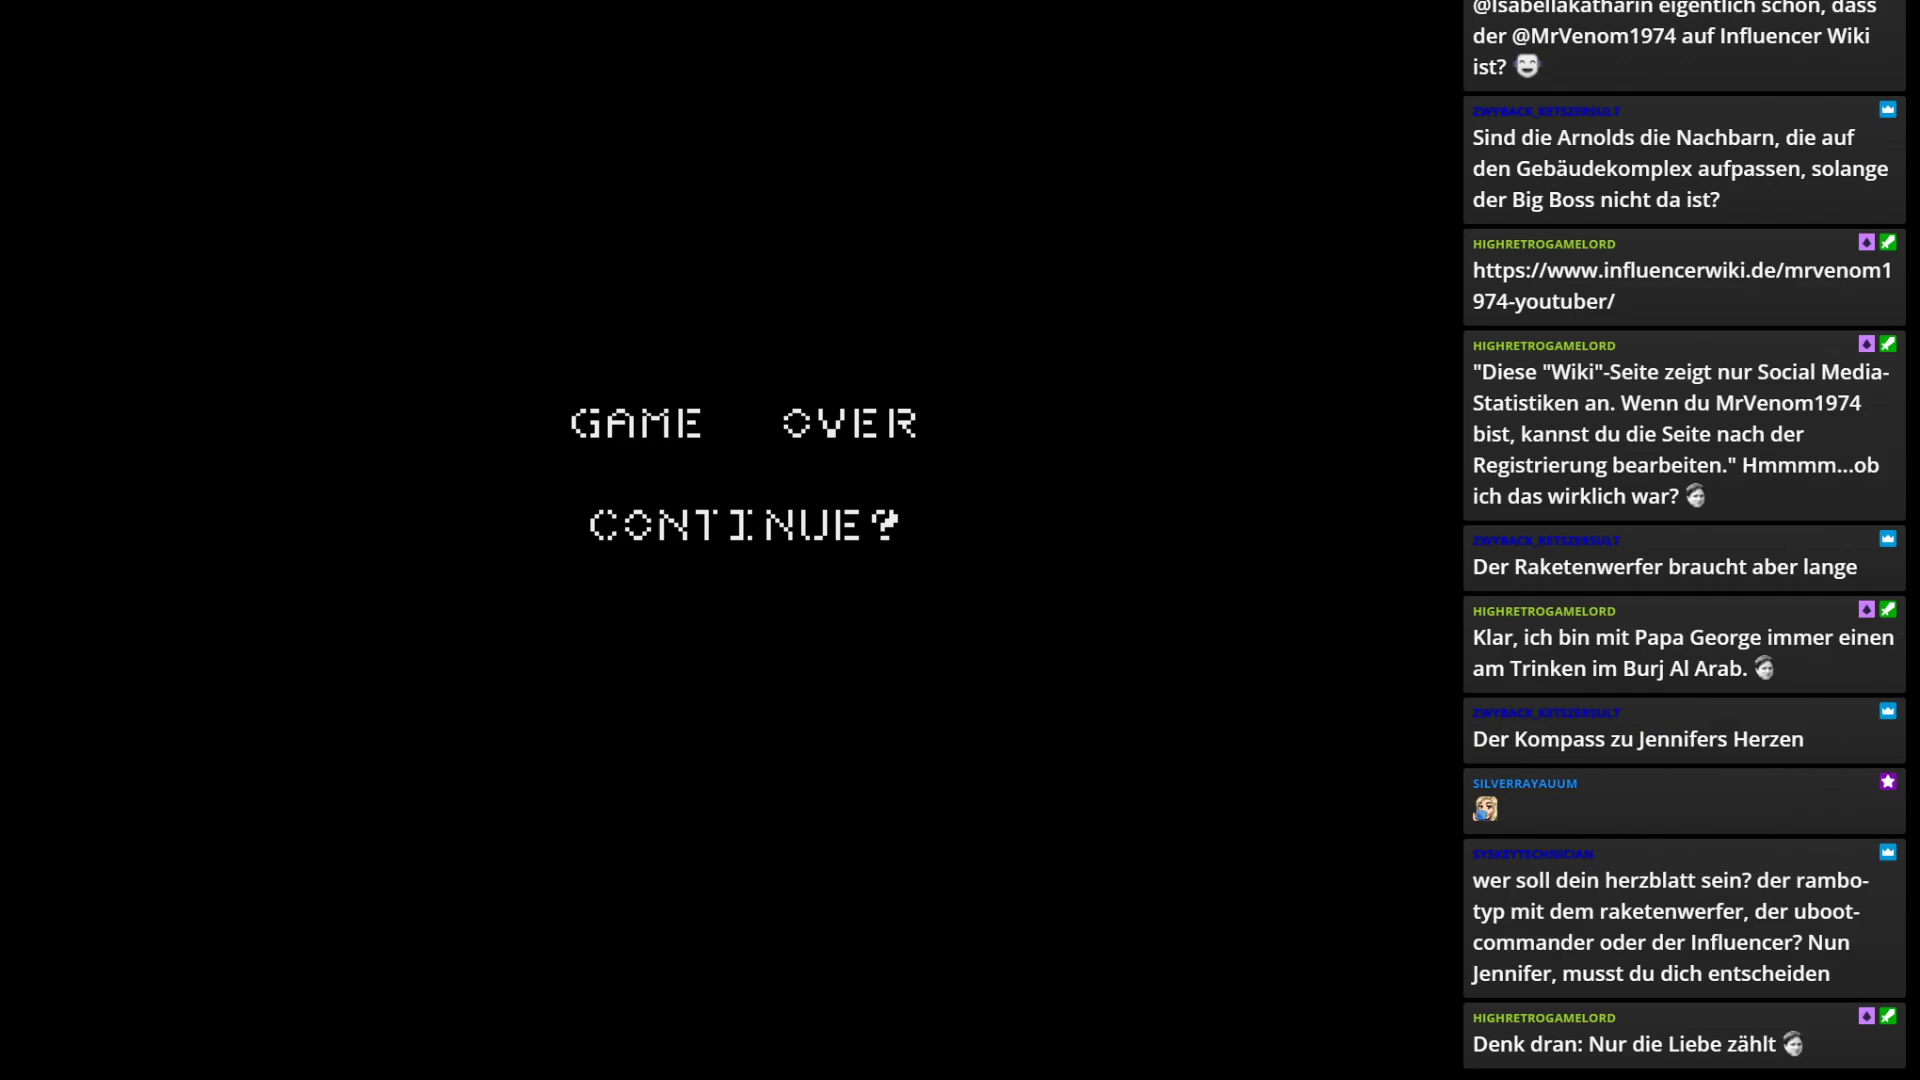 GAME OVER
CONTINUE?
@Isabellakatharin eigentlich schon, dass
der @MrVenom1974 auf Influencer Wiki
ist?
ZWYBACK_KETSZERSULT
Sind die Arnolds die Nachbarn, die auf
den Gebäudekomplex aufpassen, solange
der Big Boss nicht da ist?
HIGHRETROGAMELORD
https://www.influencerwiki.de/mrvenom1
974-youtuber/
HIGHRETROGAMELORD
"Diese "Wiki"-Seite zeigt nur Social Media-
Statistiken an. Wenn du MrVenom1974
bist, kannst du die Seite nach der
Registrierung bearbeiten." Hmmmm...ob
ich das wirklich war?
ZWYBACK_KETSZERSULT
Der Raketenwerfer braucht aber lange
HIGHRETROGAMELORD
Klar, ich bin mit Papa George immer einen
am Trinken im Burj Al Arab.
ZWYBACK_KETSZERSULT
Der Kompass zu Jennifers Herzen
SILVERRAYAUUM
SYSKEYTECHNICIAN
wer soll dein herzblatt sein? der rambo-
typ mit dem raketenwerfer, der uboot-
commander oder der Influencer? Nun
Jennifer, musst du dich entscheiden
HIGHRETROGAMELORD
Denk dran: Nur die Liebe zählt